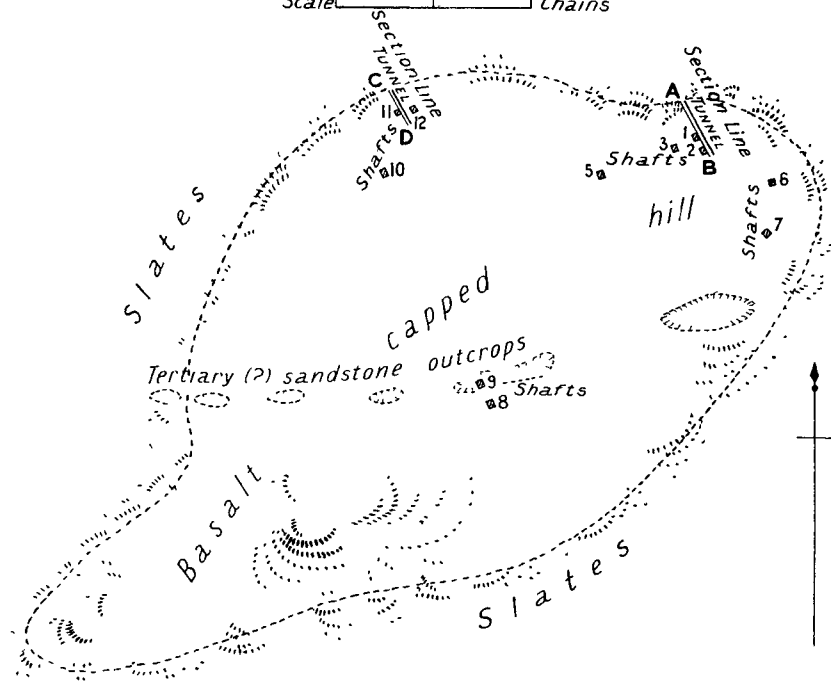 Scale Chains
Section Line
TUNNEL
C
D
11
12
Shafts
10
Section Line
TUNNEL
A
B
1
2
3
Shafts
5
6
7
Shafts
hill
Slates
capped
Tertiary (?) sandstone outcrops
9
Shafts
8
Basalt
Slates